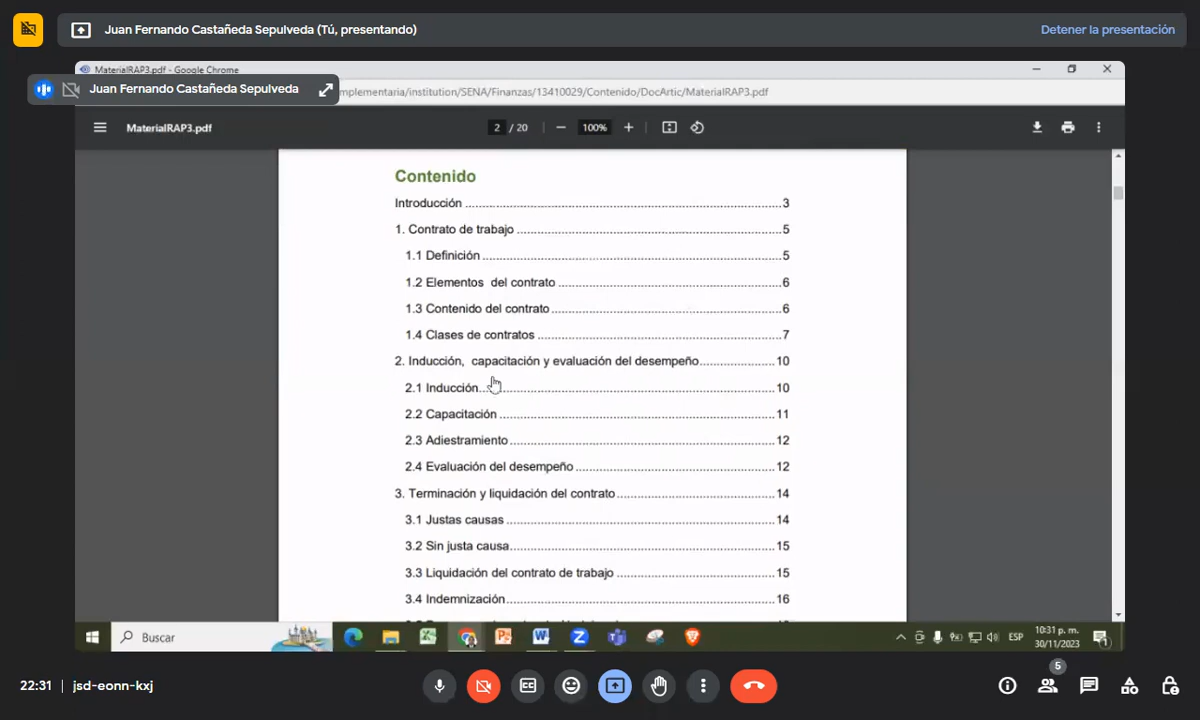 Juan Fernando Castañeda Sepulveda (Tú, presentando)
Detener la presentación
MaterialRAP3.pdf - Google Chrome
Juan Fernando Castañeda Sepulveda
mplementaria/institution/SENA/Finanzas/13410029/Contenido/DocArtic/MaterialRAP3.pdf
MaterialRAP3.pdf
2 / 20
100%
Contenido
Introducción ........ 3
1. Contrato de trabajo ........ 5
1.1 Definición ........ 5
1.2 Elementos del contrato ........ 6
1.3 Contenido del contrato ........ 6
1.4 Clases de contratos ........ 7
2. Inducción, capacitación y evaluación del desempeño ........ 10
2.1 Inducción ........ 10
2.2 Capacitación ........ 11
2.3 Adiestramiento ........ 12
2.4 Evaluación del desempeño ........ 12
3. Terminación y liquidación del contrato ........ 14
3.1 Justas causas ........ 14
3.2 Sin justa causa ........ 15
3.3 Liquidación del contrato de trabajo ........ 15
3.4 Indemnización ........ 16
Buscar
ESP
10:31 p. m.
30/11/2023
1
22:31 | jsd-eonn-kxj
5